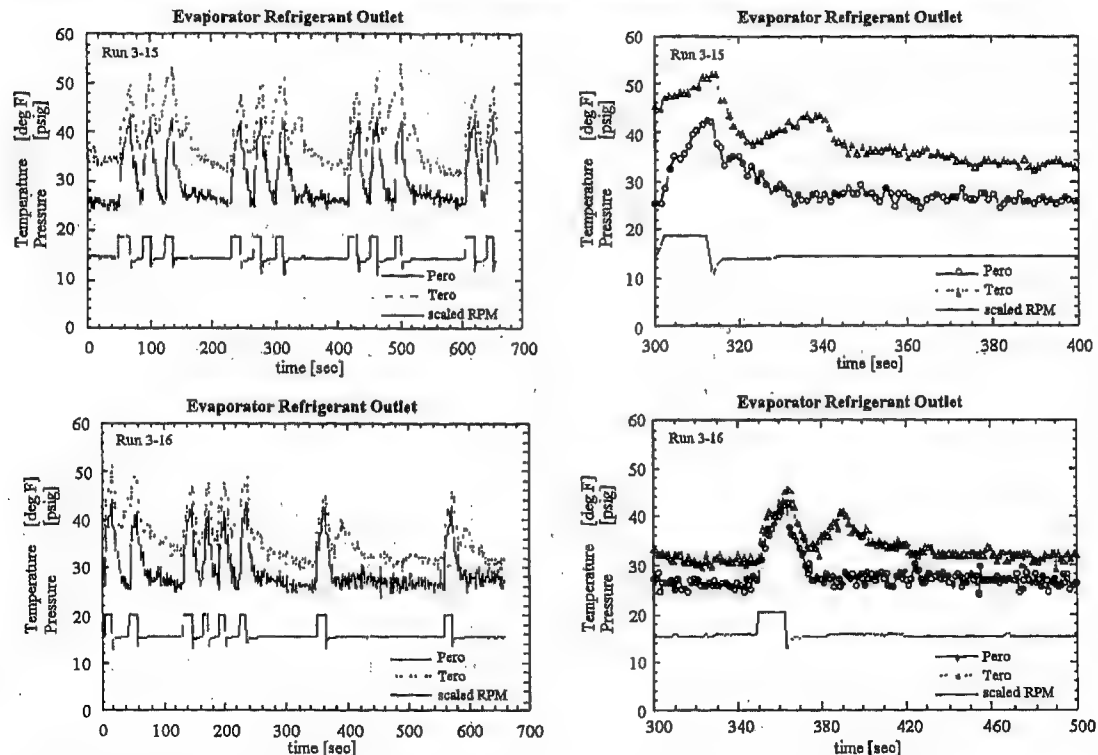 Evaporator Refrigerant Outlet
Run 3-15
Temperature [deg F]
Pressure [psig]
60
50
40
30
20
10
0
Pero
Tero
scaled RPM
0 100 200 300 400 500 600 700
time [sec]
Evaporator Refrigerant Outlet
Run 3-15
Temperature [deg F]
Pressure [psig]
60
50
40
30
20
10
0
Pero
Tero
scaled RPM
300 320 340 360 380 400
time [sec]
Evaporator Refrigerant Outlet
Run 3-16
Temperature [deg F]
Pressure [psig]
60
50
40
30
20
10
0
Pero
Tero
scaled RPM
0 100 200 300 400 500 600 700
time [sec]
Evaporator Refrigerant Outlet
Run 3-16
Temperature [deg F]
Pressure [psig]
60
50
40
30
20
10
0
Pero
Tero
scaled RPM
300 340 380 420 460 500
time [sec]